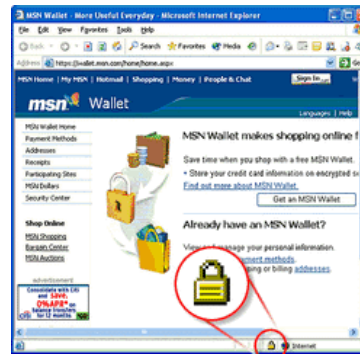 MSN Wallet - More Useful Everyday - Microsoft Internet Explorer
File Edit View Favorites Tools Help
Back Search Favorites Media
Address https://wallet.msn.com/home/home.aspx Go
MSN Home | My MSN | Hotmail | Shopping | Money | People & Chat Sign In
msn Wallet
Languages | Help
MSN Wallet Home
Payment Methods
Addresses
Receipts
Participating Sites
MSN Dollars
Security Center
Shop Online
MSN Shopping
Bargain Center
MSN Auctions
advertisement
Consolidate with Citi
and SAVE.
0% APR* on
balance transfers
for 12 months
MSN Wallet makes shopping online f
Save time when you shop with a free MSN Wallet.
• Store your credit card information on encrypted s
Find out more about MSN Wallet.
Get an MSN Wallet
Already have an MSN Wallet?
View and manage your personal information.
payment methods.
ping or billing addresses.
Internet